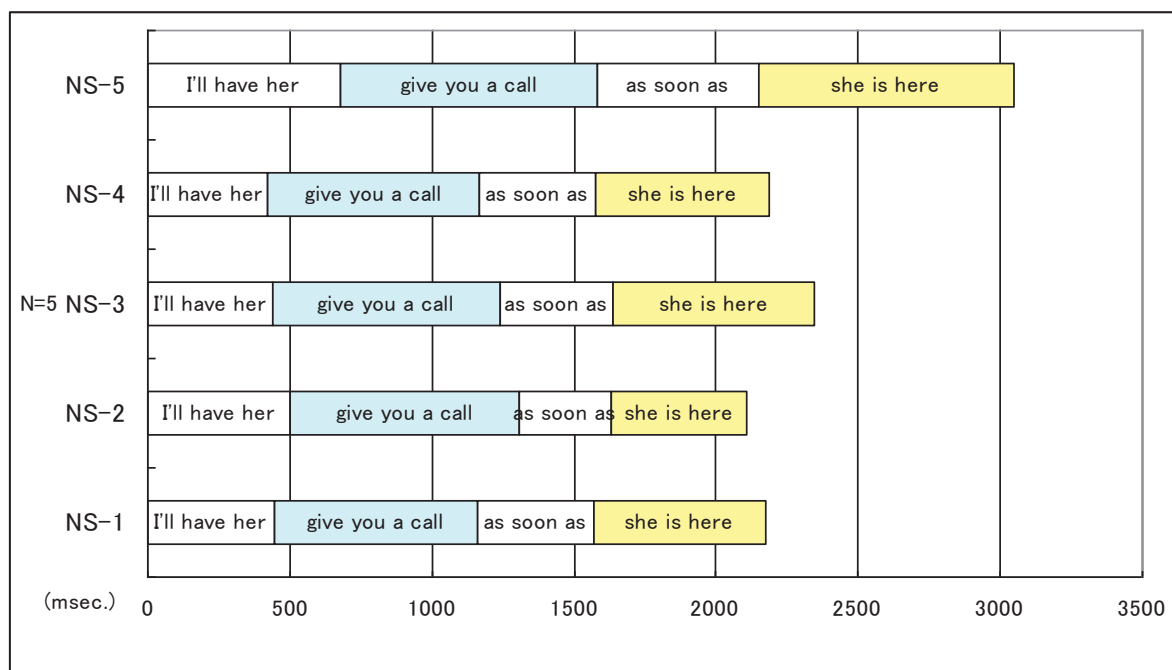 NS-5 I'll have her give you a call as soon as she is here
NS-4 I'll have her give you a call as soon as she is here
N=5 NS-3 I'll have her give you a call as soon as she is here
NS-2 I'll have her give you a call as soon as she is here
NS-1 I'll have her give you a call as soon as she is here
(msec.) 0 500 1000 1500 2000 2500 3000 3500